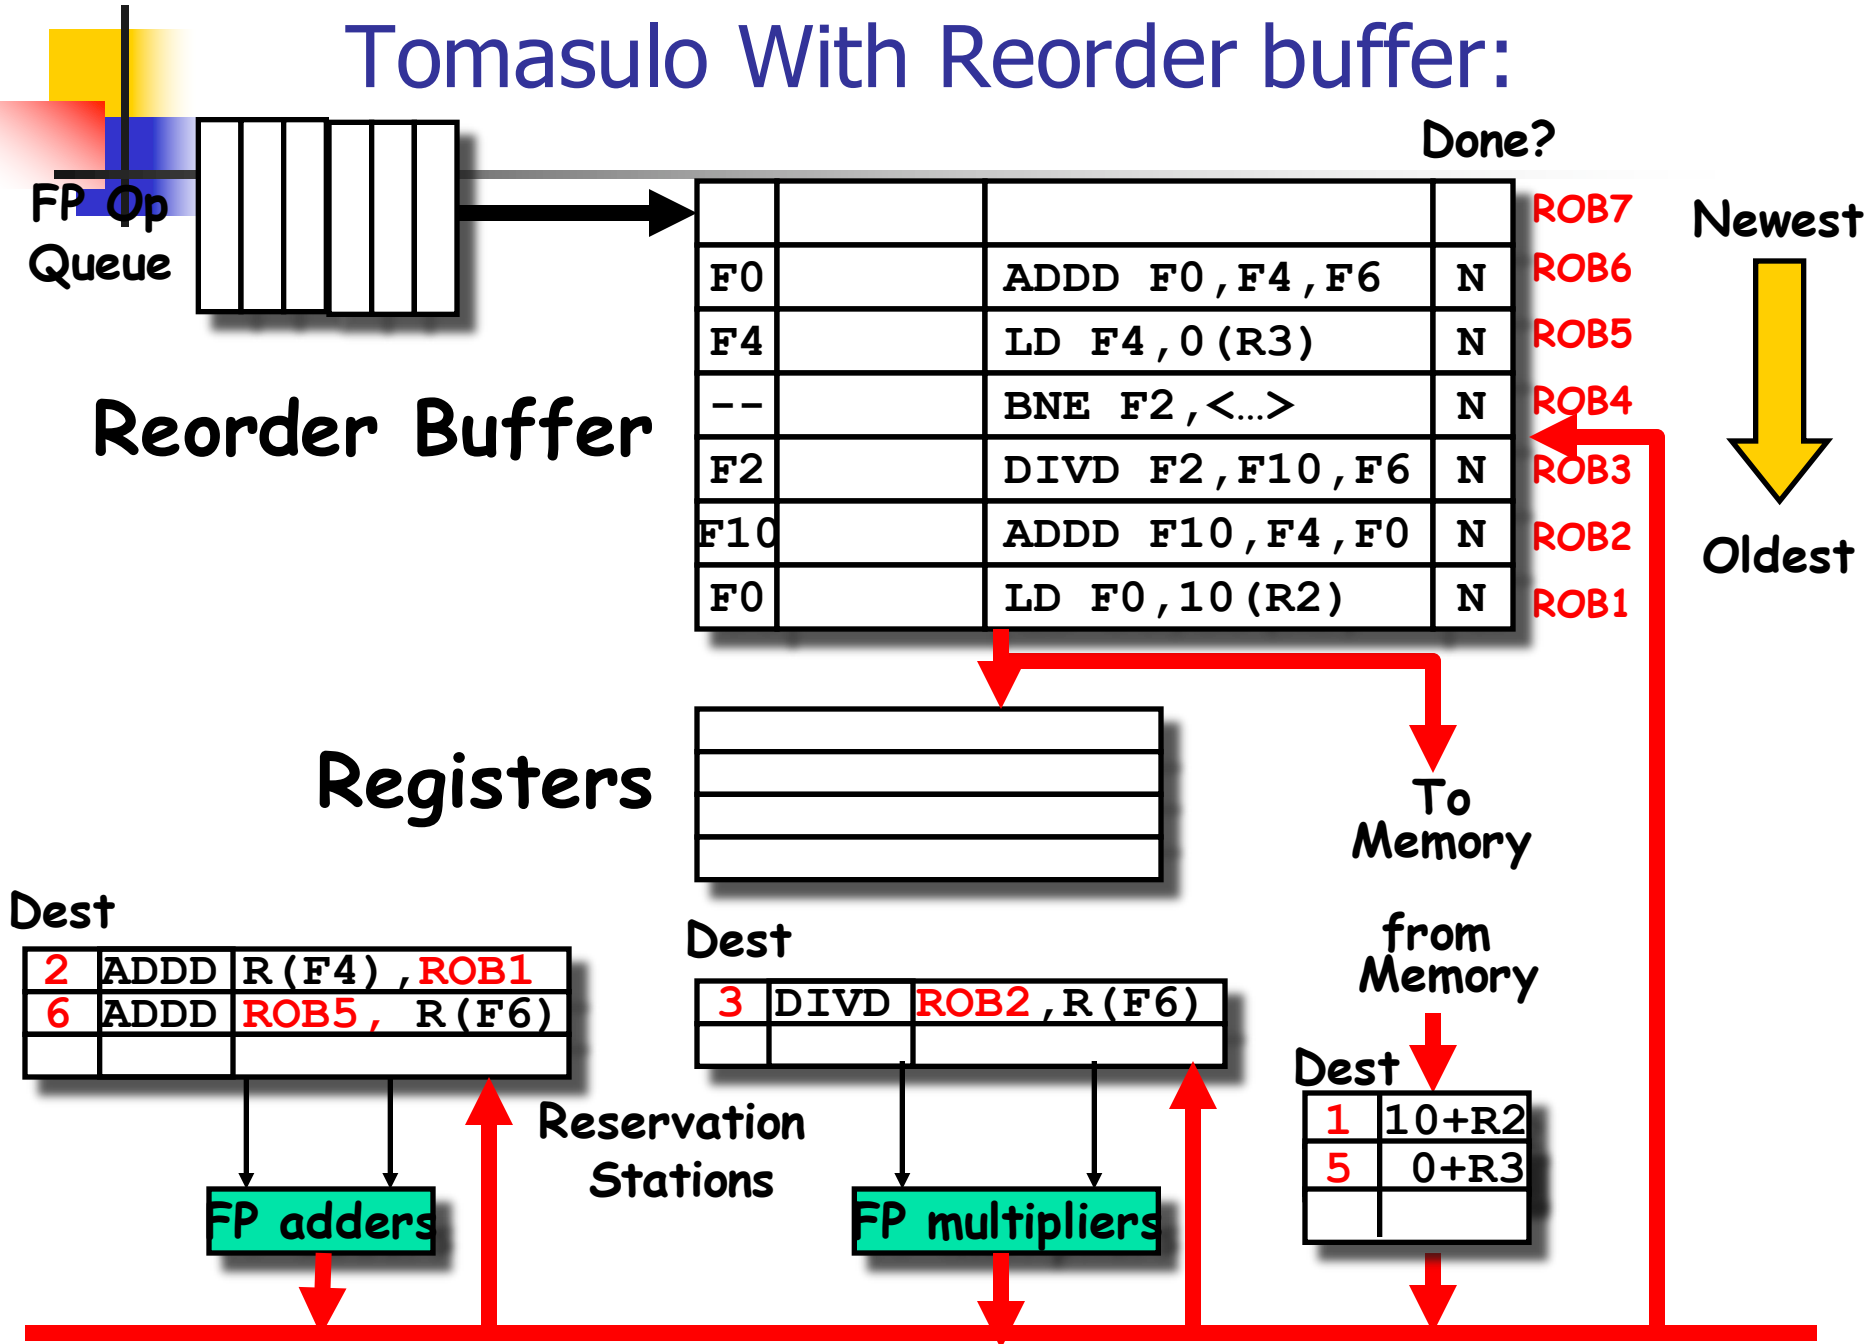 Tomasulo With Reorder buffer:
Done?
FP Op
Queue
ROB7
Newest
F0 ADDD F0,F4,F6 N ROB6
F4 LD F4,0(R3) N ROB5
-- BNE F2,<…> N ROB4
Reorder Buffer
F2 DIVD F2,F10,F6 N ROB3
F10 ADDD F10,F4,F0 N ROB2
Oldest
F0 LD F0,10(R2) N ROB1
Registers
To
Memory
Dest
2 ADDD R(F4),ROB1
6 ADDD ROB5, R(F6)
Dest
3 DIVD ROB2,R(F6)
from
Memory
Dest
1 10+R2
5 0+R3
Reservation
Stations
FP adders
FP multipliers